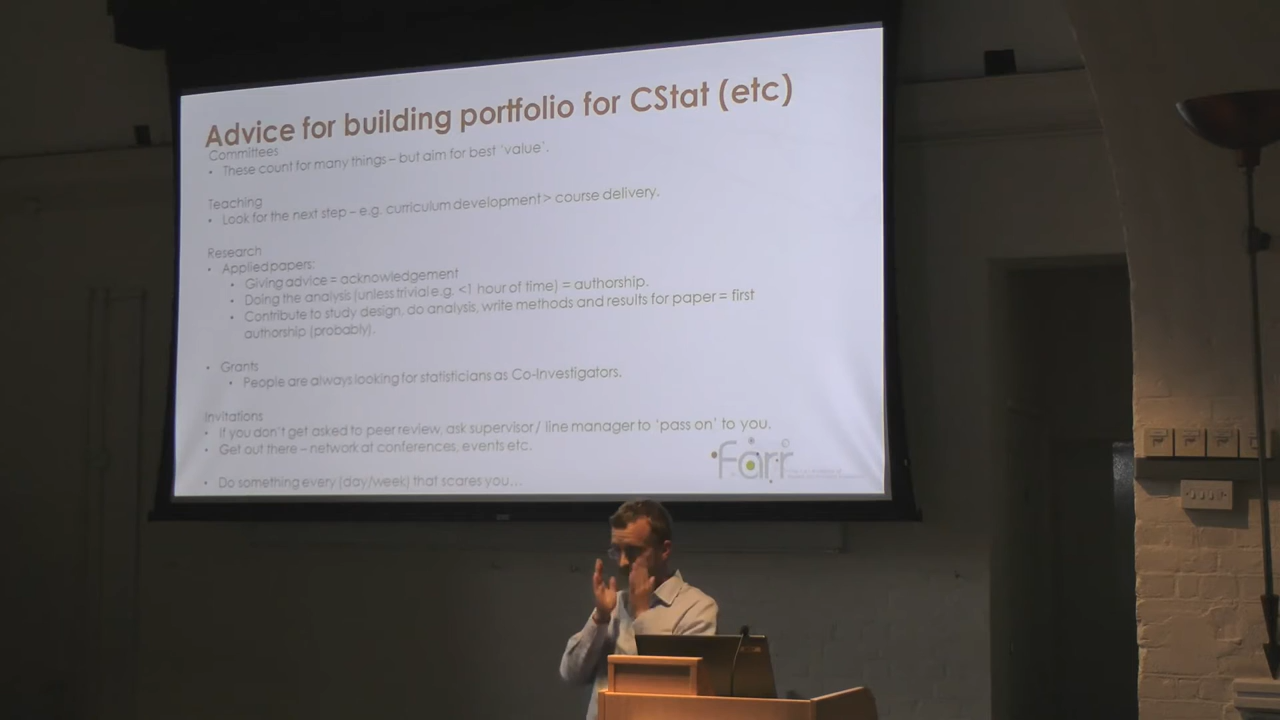 Advice for building portfolio for CStat (etc)
Committees
• These count for many things – but aim for best 'value'.
Teaching
• Look for the next step – e.g. curriculum development > course delivery.
Research
• Applied papers:
• Giving advice = acknowledgement
• Doing the analysis (unless trivial e.g. <1 hour of time) = authorship.
• Contribute to study design, do analysis, write methods and results for paper = first
authorship (probably).
• Grants
• People are always looking for statisticians as Co-Investigators.
Invitations
• If you don't get asked to peer review, ask supervisor / line manager to 'pass on' to you.
• Get out there – network at conferences, events etc.
• Do something every (day/week) that scares you…
farr